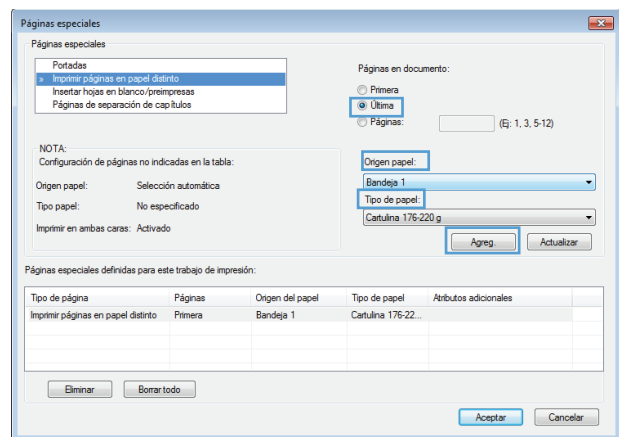 Páginas especiales
Páginas especiales
Portadas
» Imprimir páginas en papel distinto
Insertar hojas en blanco/preimpresas
Páginas de separación de capítulos
Páginas en documento:
Primera
Última
Páginas: (Ej: 1, 3, 5-12)
NOTA:
Configuración de páginas no indicadas en la tabla:
Origen papel: Selección automática
Tipo papel: No especificado
Imprimir en ambas caras: Activado
Origen papel:
Bandeja 1
Tipo de papel:
Cartulina 176-220 g
Agreg. Actualizar
Páginas especiales definidas para este trabajo de impresión:
Tipo de página Páginas Origen del papel Tipo de papel Atributos adicionales
Imprimir páginas en papel distinto Primera Bandeja 1 Cartulina 176-22...
Eliminar Borrar todo
Aceptar Cancelar